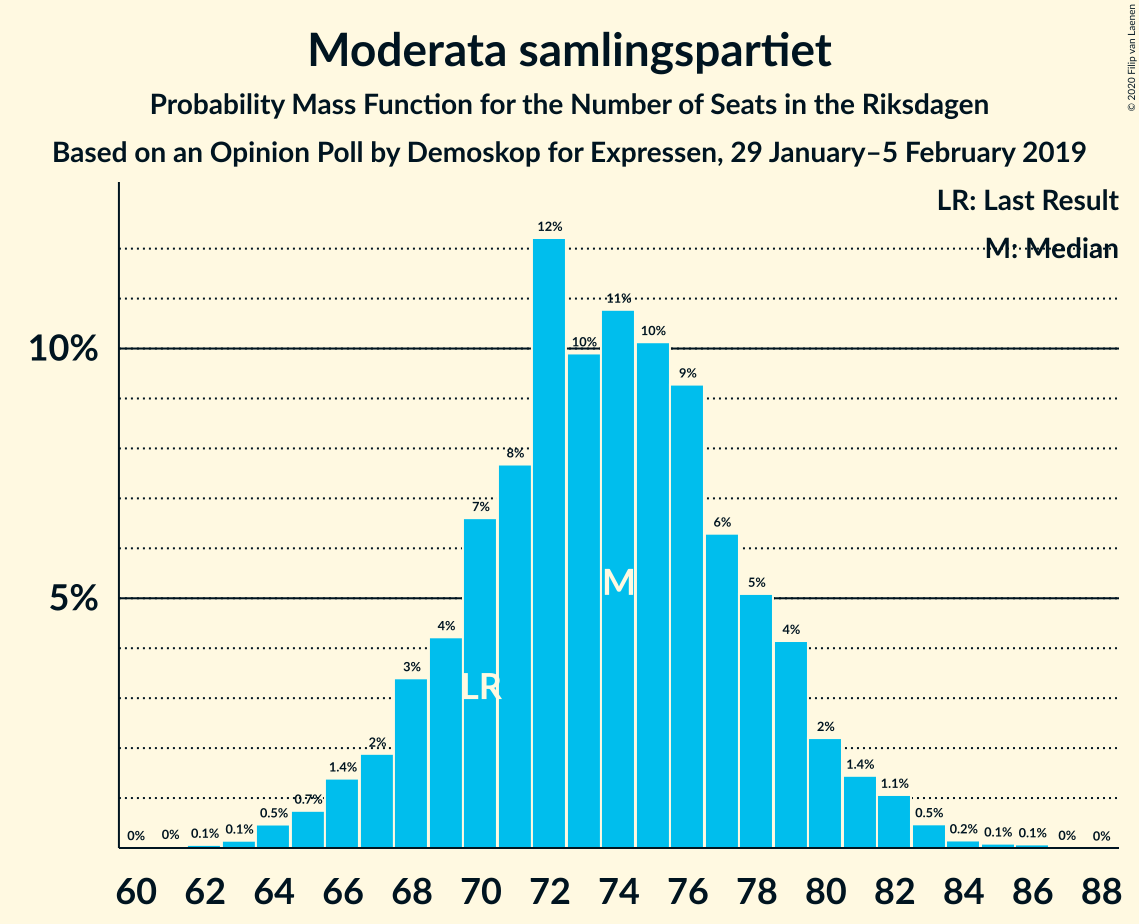 © 2020 Filip van Laenen
Moderata samlingspartiet
Probability Mass Function for the Number of Seats in the Riksdagen
Based on an Opinion Poll by Demoskop for Expressen, 29 January–5 February 2019
LR: Last Result
M: Median
10%
5%
0% 0% 0.1% 0.1% 0.5% 0.7% 1.4% 2% 3% 4% 7% 8% 12% 10% 11% 10% 9% 6% 5% 4% 2% 1.4% 1.1% 0.5% 0.2% 0.1% 0.1% 0% 0%
M
LR
60 62 64 66 68 70 72 74 76 78 80 82 84 86 88